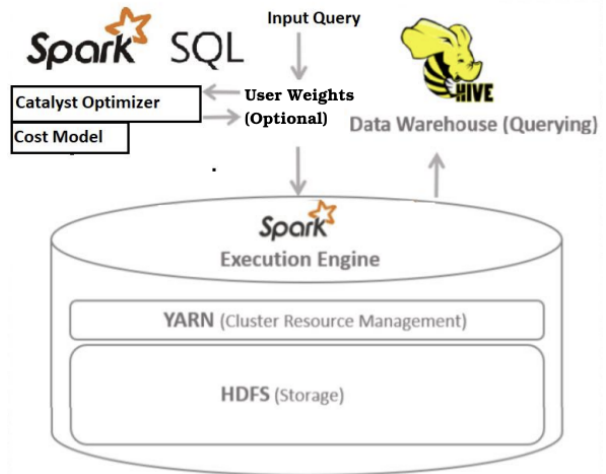 Input Query
Spark SQL
HIVE
Catalyst Optimizer
User Weights
(Optional)
Cost Model
Data Warehouse (Querying)
Spark
Execution Engine
YARN (Cluster Resource Management)
HDFS (Storage)